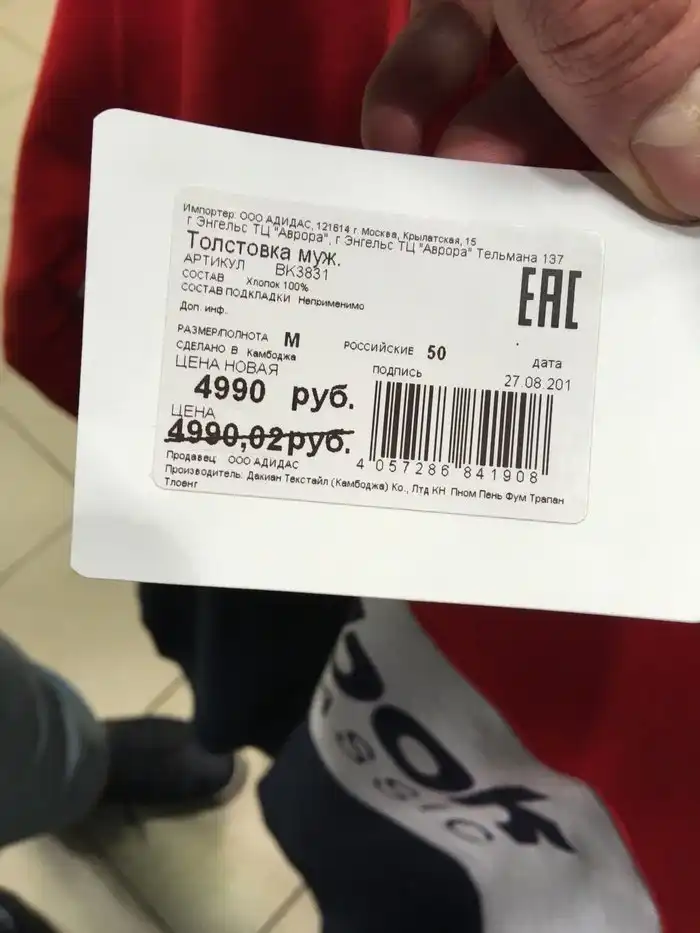 Импортер: ООО АДИДАС, 121614 г. Москва, Крылатская, 15
г Энгельс ТЦ "Аврора", г Энгельс ТЦ "Аврора" Тельмана 137
Толстовка муж.
АРТИКУЛ BK3831
СОСТАВ Хлопок 100%
СОСТАВ ПОДКЛАДКИ Неприменимо
Доп. инф.
EAC
РАЗМЕР/ПОЛНОТА M
РОССИЙСКИЕ 50
дата
СДЕЛАНО В Камбоджа
ПОДПИСЬ
27.08.201
ЦЕНА НОВАЯ
4990 руб.
ЦЕНА
4990,02руб.
4 057286 841908
Продавец ООО АДИДАС
Производитель: Дакиан Текстайл (Камбоджа) Ко., Лтд КН Пном Пень Фум Трапан
Тлоенг
ok
assic